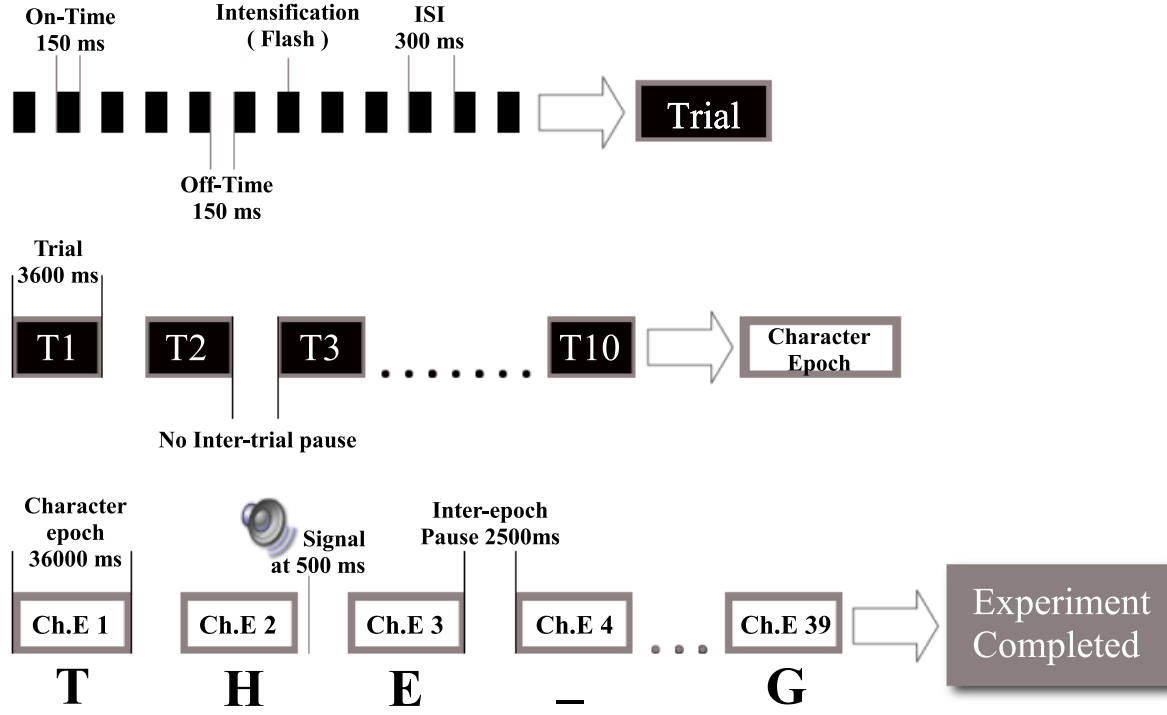 On-Time
150 ms
Intensification
( Flash )
ISI
300 ms
Trial
Off-Time
150 ms
Trial
3600 ms
T1
T2
T3
T10
Character
Epoch
No Inter-trial pause
Character
epoch
36000 ms
Signal
at 500 ms
Inter-epoch
Pause 2500ms
Ch.E 1
Ch.E 2
Ch.E 3
Ch.E 4
Ch.E 39
Experiment
Completed
T
H
E
_
G